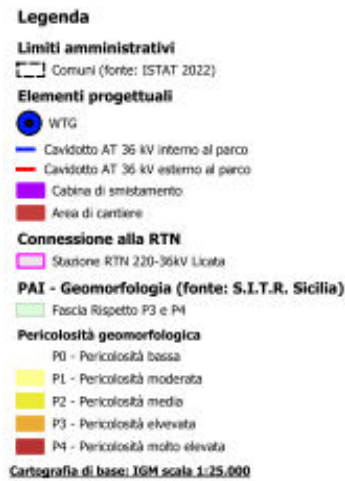 Legenda
Limiti amministrativi
Comuni (fonte: ISTAT 2022)
Elementi progettuali
WTG
Cavidotto AT 36 kV interno al parco
Cavidotto AT 36 kV esterno al parco
Cabina di smistamento
Area di cantiere
Connessione alla RTN
Stazione RTN 220-36kV Licata
PAI - Geomorfologia (fonte: S.I.T.R. Sicilia)
Fascia Rispetto P3 e P4
Pericolosità geomorfologica
P0 - Pericolosità bassa
P1 - Pericolosità moderata
P2 - Pericolosità media
P3 - Pericolosità elvevata
P4 - Pericolosità molto elevata
Cartografia di base: IGM scala 1:25.000